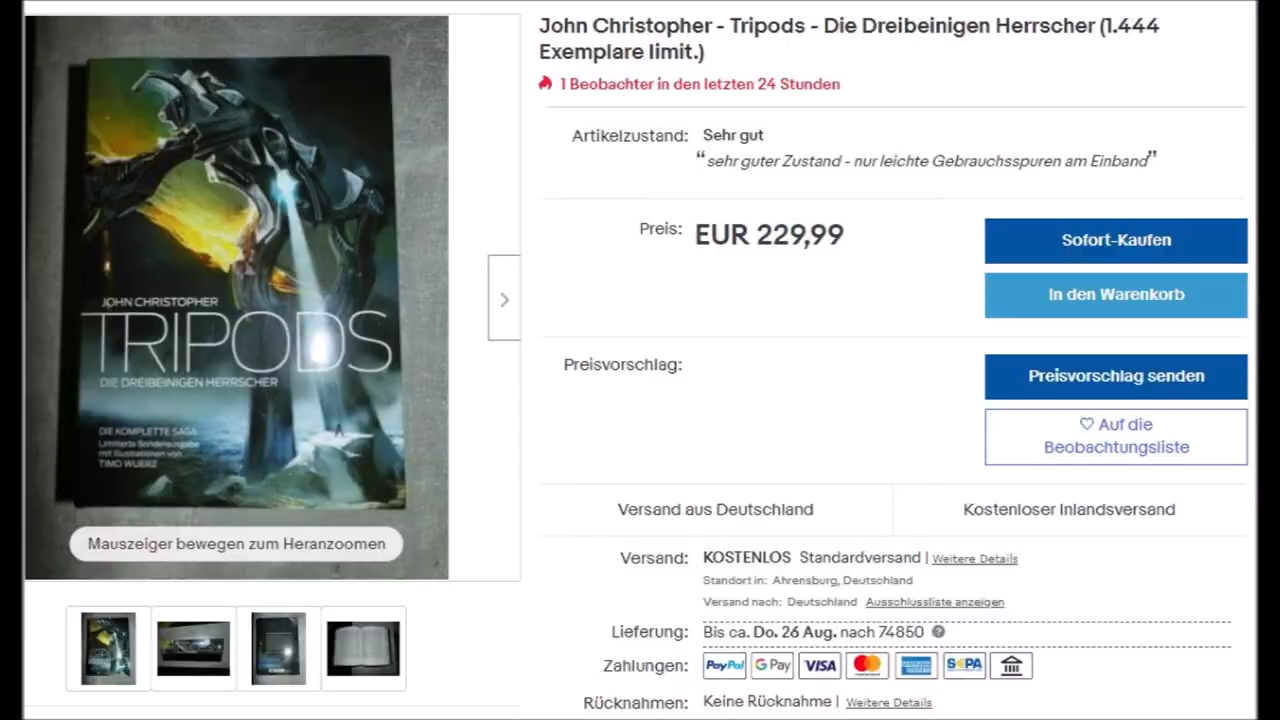 John Christopher - Tripods - Die Dreibeinigen Herrscher (1.444
Exemplare limit.)
1 Beobachter in den letzten 24 Stunden
Artikelzustand: Sehr gut
“sehr guter Zustand - nur leichte Gebrauchsspuren am Einband”
Preis: EUR 229,99
Sofort-Kaufen
In den Warenkorb
Preisvorschlag:
Preisvorschlag senden
Auf die
Beobachtungsliste
Versand aus Deutschland
Kostenloser Inlandsversand
Versand: KOSTENLOS Standardversand | Weitere Details
Standort in: Ahrensburg, Deutschland
Versand nach: Deutschland Ausschlussliste anzeigen
Lieferung: Bis ca. Do. 26 Aug. nach 74850
Zahlungen: PayPal G Pay VISA SEPA
Rücknahmen: Keine Rücknahme | Weitere Details
JOHN CHRISTOPHER
TRIPODS
DIE DREIBEINIGEN HERRSCHER
DIE KOMPLETTE SAGA
Limitierte Sonderausgabe
mit Illustrationen von
TIMO WUERZ
Mauszeiger bewegen zum Heranzoomen